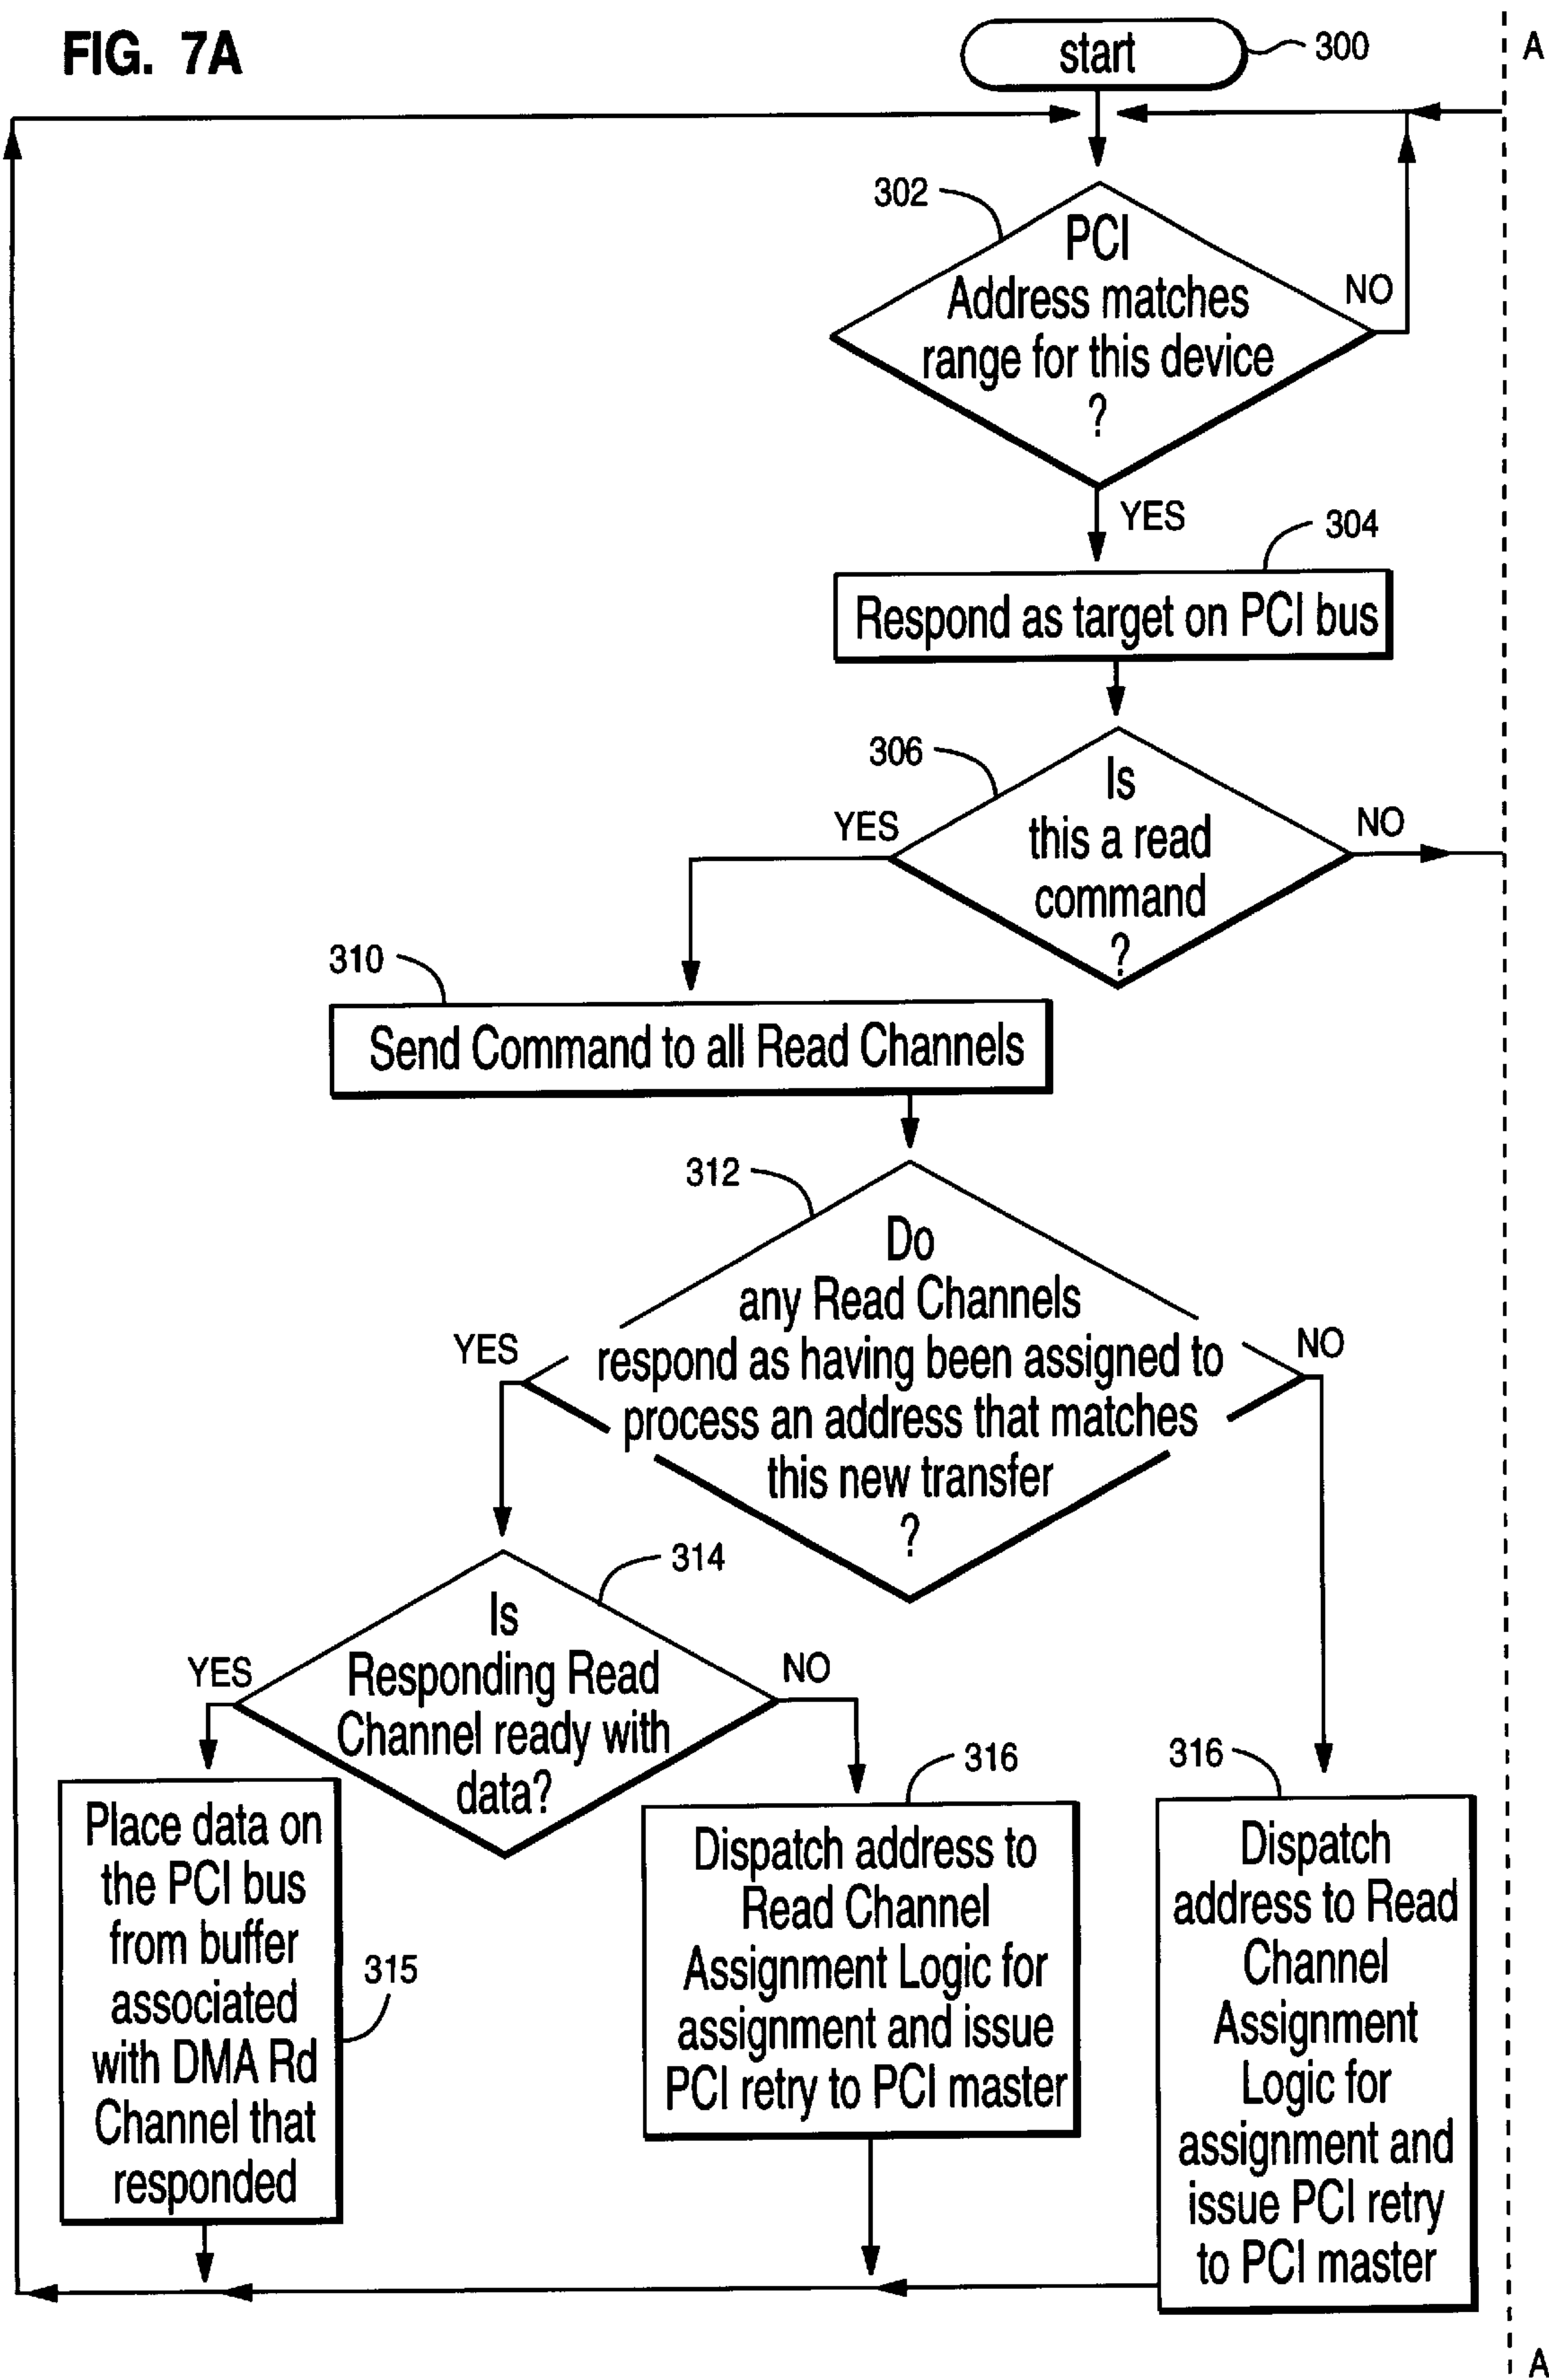 FIG. 7A
start
300
A
302
PCI
Address matches
range for this device
?
NO
YES
304
Respond as target on PCI bus
306
Is
this a read
command
?
YES
NO
310
Send Command to all Read Channels
312
Do
any Read Channels
respond as having been assigned to
process an address that matches
this new transfer
?
YES
NO
314
Is
Responding Read
Channel ready with
data?
YES
NO
Place data on
the PCI bus
from buffer
associated
with DMA Rd
Channel that
responded
315
316
Dispatch address to
Read Channel
Assignment Logic for
assignment and issue
PCI retry to PCI master
316
Dispatch
address to Read
Channel
Assignment
Logic for
assignment and
issue PCI retry
to PCI master
A